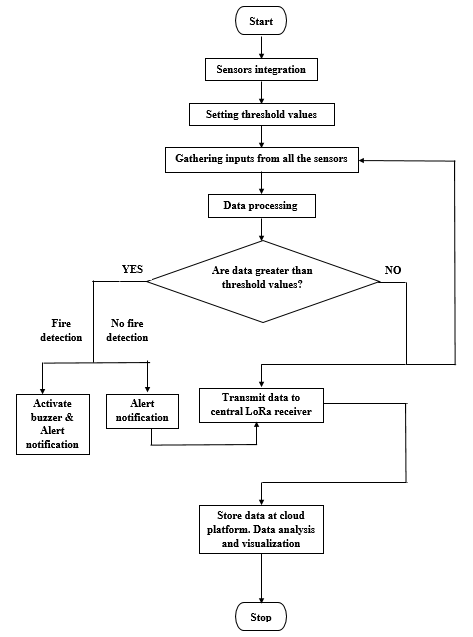 Start
Sensors integration
Setting threshold values
Gathering inputs from all the sensors
Data processing
Are data greater than
threshold values?
YES
NO
Fire
detection
No fire
detection
Activate
buzzer &
Alert
notification
Alert
notification
Transmit data to
central LoRa receiver
Store data at cloud
platform. Data analysis
and visualization
Stop